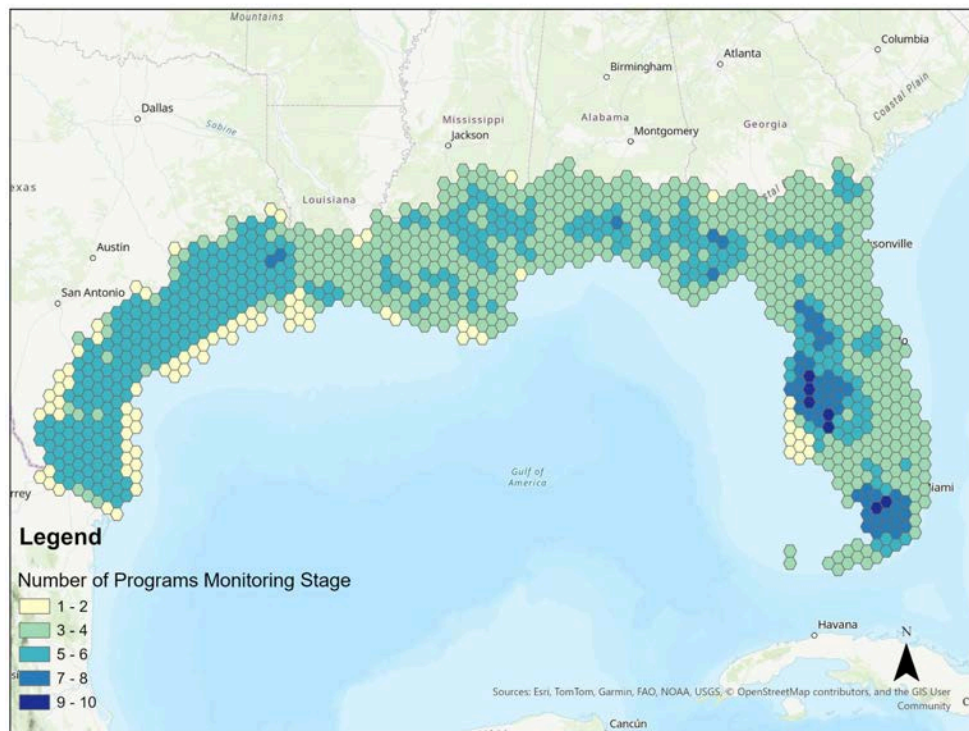 Mountains
Columbia
Atlanta
Birmingham
Dallas
Coastal Plain
Sabine
Mississippi
Alabama
Georgia
Jackson
Montgomery
exas
Louisiana
Austin
ksonville
San Antonio
Gulf of
America
rrey
iami
Legend
Number of Programs Monitoring Stage
1 - 2
3 - 4
5 - 6
7 - 8
9 - 10
Havana
N
Sources: Esri, TomTom, Garmin, FAO, NOAA, USGS, © OpenStreetMap contributors, and the GIS User
Community
Cancún